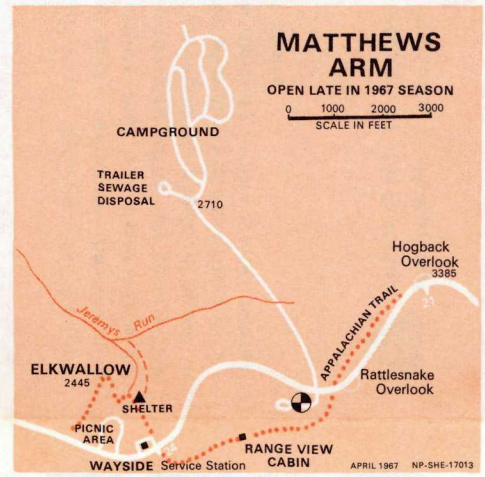 MATTHEWS
ARM
OPEN LATE IN 1967 SEASON
0 1000 2000 3000
SCALE IN FEET
CAMPGROUND
TRAILER
SEWAGE
DISPOSAL
2710
Hogback
Overlook
3385
21
APPALACHIAN TRAIL
Jeremys Run
Rattlesnake
Overlook
ELKWALLOW
2445
SHELTER
PICNIC
AREA
24
WAYSIDE Service Station
RANGE VIEW
CABIN
APRIL 1967 NP-SHE-17013